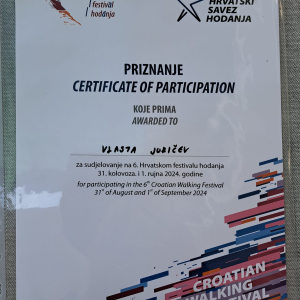 festival
hodanja
HRVATSKI
SAVEZ
HODANJA
PRIZNANJE
CERTIFICATE OF PARTICIPATION
KOJE PRIMA
AWARDED TO
VLASTA JURIČEV
za sudjelovanje na 6. Hrvatskom festivalu hodanja
31. kolovoza. i 1. rujna 2024. godine
for participating in the 6th Croatian Walking Festival
31st of August and 1st of September 2024
CROATIAN
WALKING
FESTIVAL